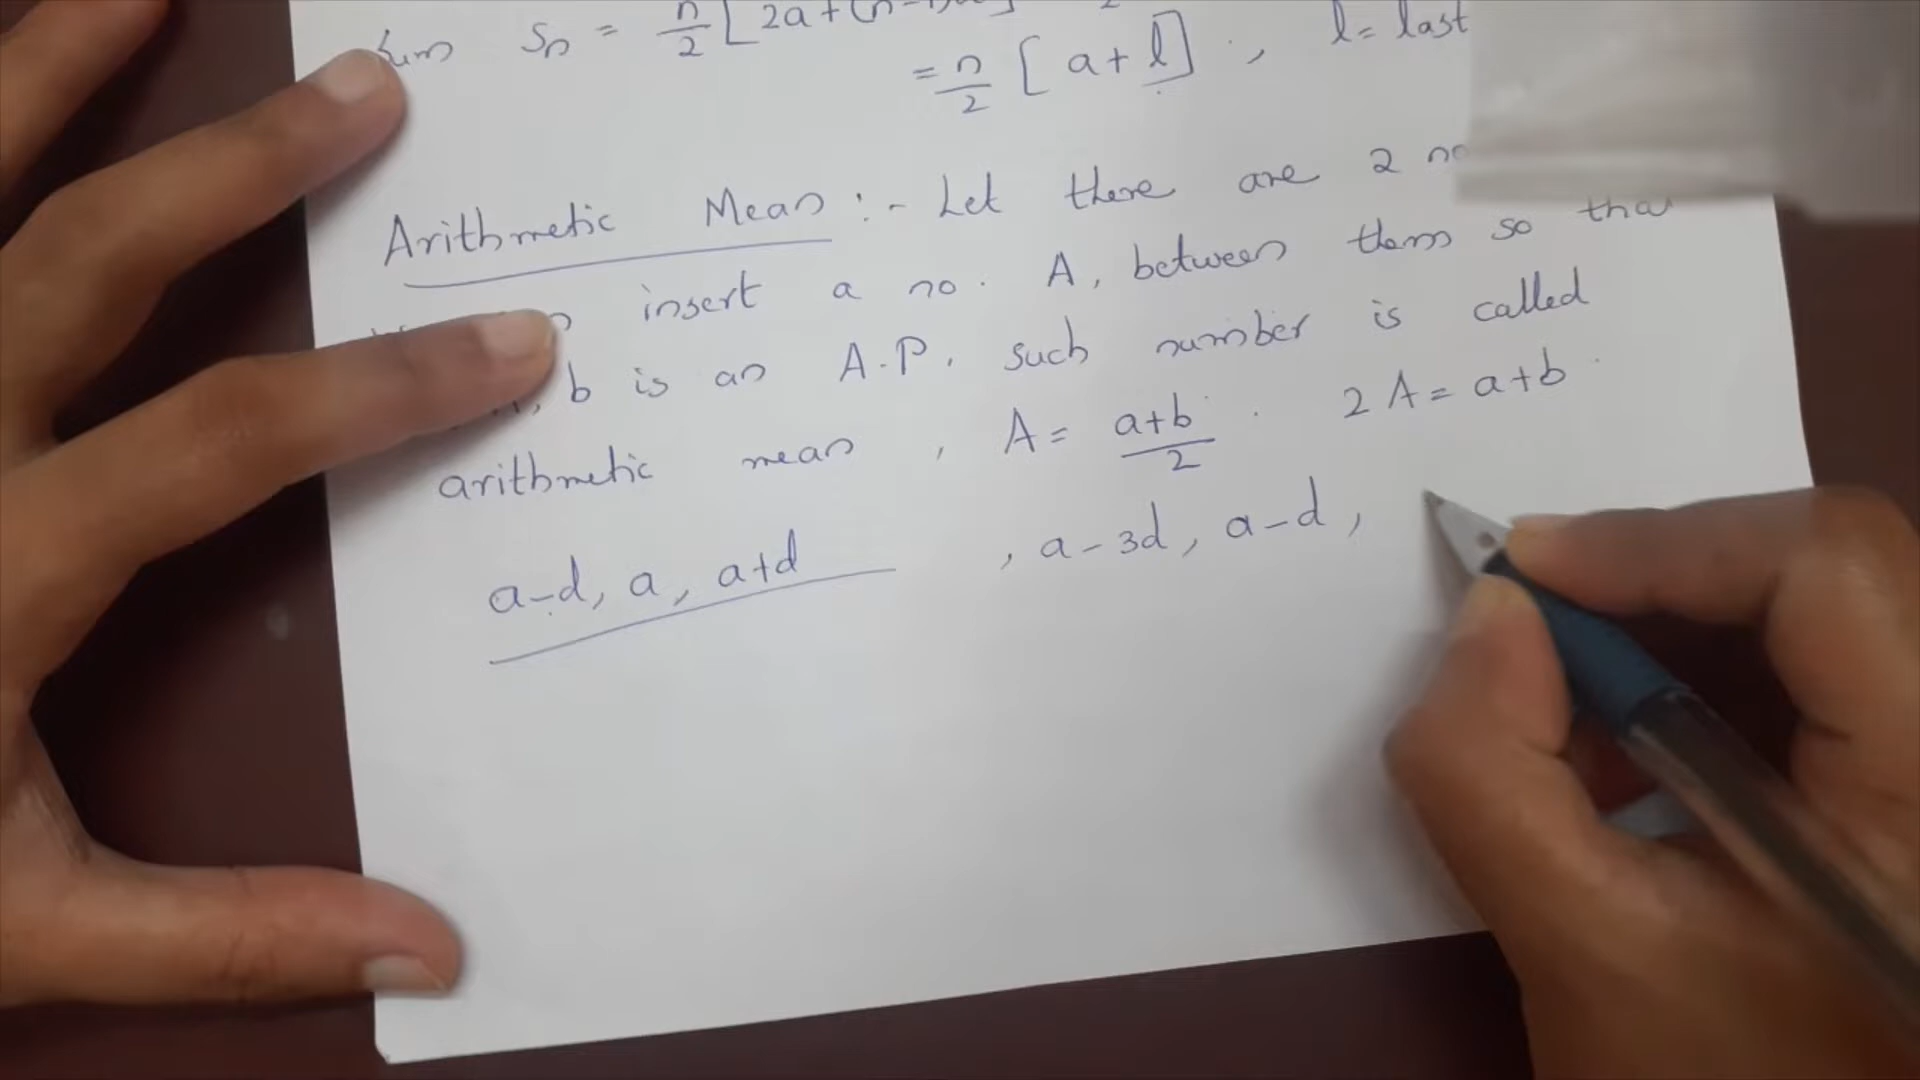 Sum Sn = n/2 [2a+(n-1)d]
= n/2 [a+l], l= last
Arithmetic Mean :- Let there are 2
insert a no. A, between them so
b is an A.P, such number is called
arithmetic mean, A= a+b/2. 2A= a+b
a-d, a, a+d , a-3d, a-d,